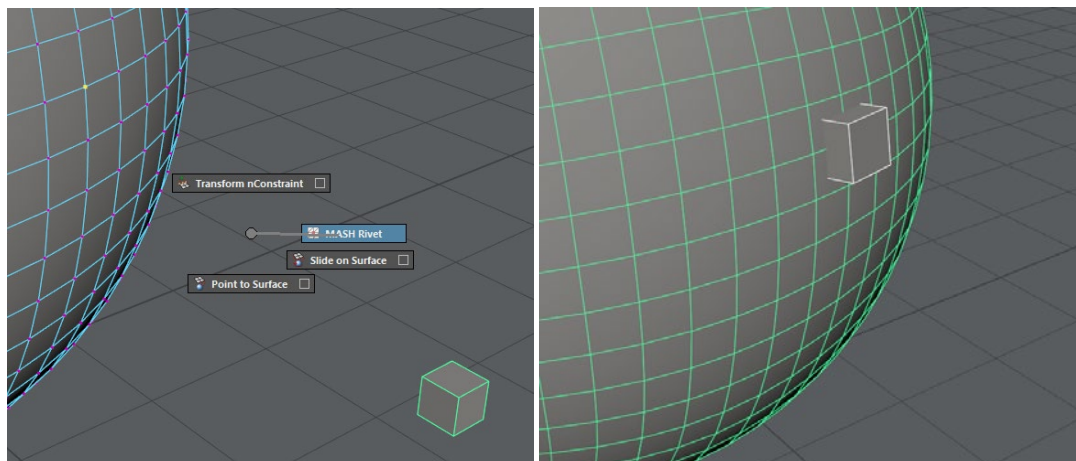 Transform nConstraint
MASH Rivet
Slide on Surface
Point to Surface